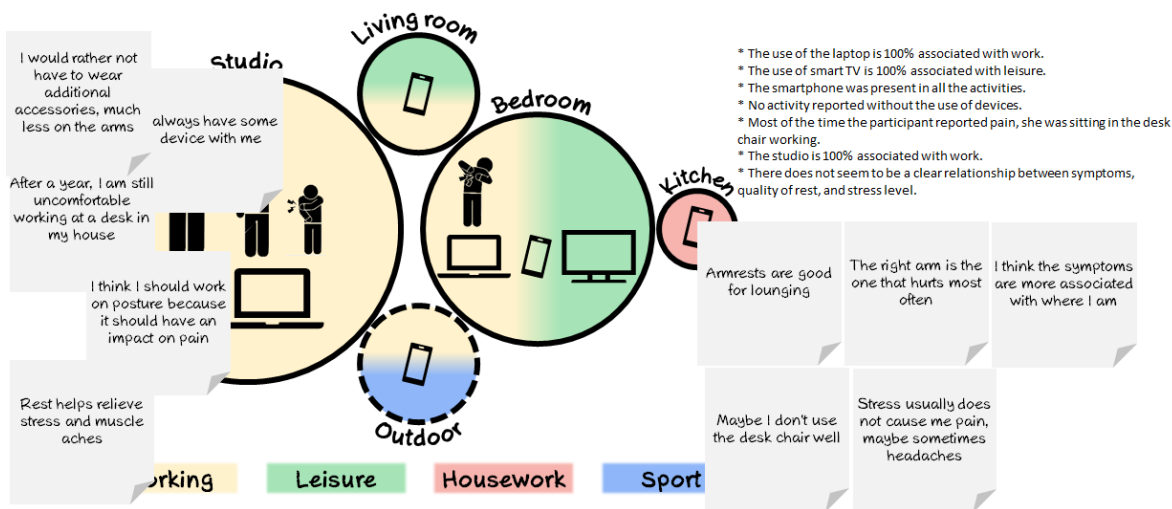 I would rather not
have to wear
additional
accessories, much
less on the arms
always have some
device with me
After a year, I am still
uncomfortable
working at a desk in
my house
I think I should work
on posture because
it should have an
impact on pain
Rest helps relieve
stress and muscle
aches
Studio
Living room
Bedroom
Kitchen
Outdoor
* The use of the laptop is 100% associated with work.
* The use of smart TV is 100% associated with leisure.
* The smartphone was present in all the activities.
* No activity reported without the use of devices.
* Most of the time the participant reported pain, she was sitting in the desk
chair working.
* The studio is 100% associated with work.
* There does not seem to be a clear relationship between symptoms,
quality of rest, and stress level.
Armrests are good
for lounging
The right arm is the
one that hurts most
often
I think the symptoms
are more associated
with where I am
Maybe I don't use
the desk chair well
Stress usually does
not cause me pain,
maybe sometimes
headaches
orking
Leisure
Housework
Sport